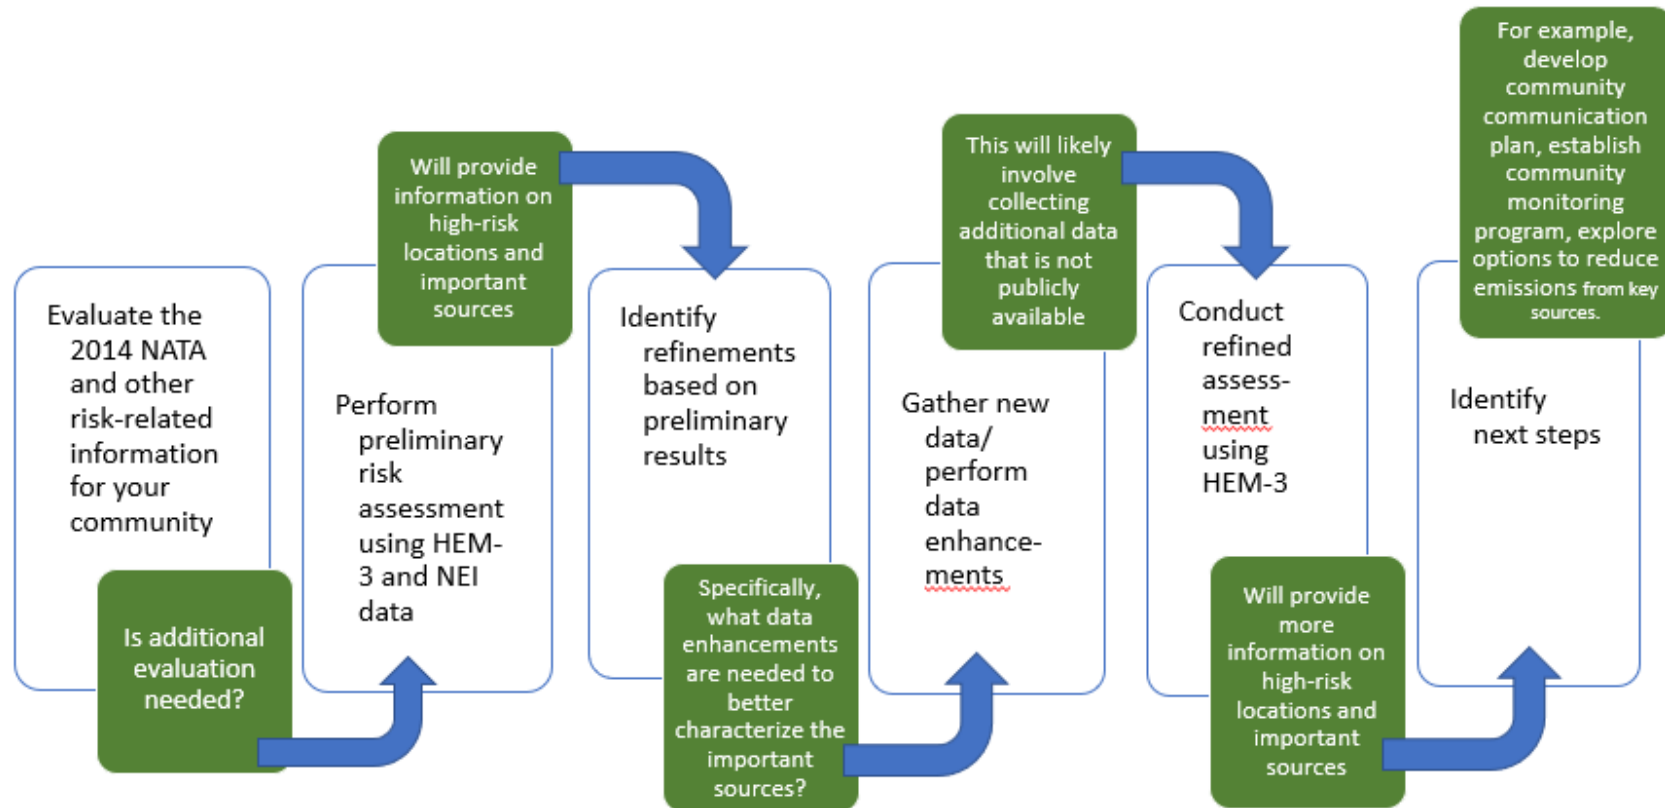 Evaluate the
2014 NATA
and other
risk-related
information
for your
community
Is additional
evaluation
needed?
Perform
preliminary
risk
assessment
using HEM-
3 and NEI
data
Will provide
information on
high-risk
locations and
important
sources
Identify
refinements
based on
preliminary
results
Specifically,
what data
enhancements
are needed to
better
characterize the
important
sources?
Gather new
data/
perform
data
enhance-
ments
This will likely
involve
collecting
additional data
that is not
publicly
available
Conduct
refined
assess-
ment
using
HEM-3
Will provide
more
information on
high-risk
locations and
important
sources
Identify
next steps
For example,
develop
community
communication
plan, establish
community
monitoring
program, explore
options to reduce
emissions from key
sources.